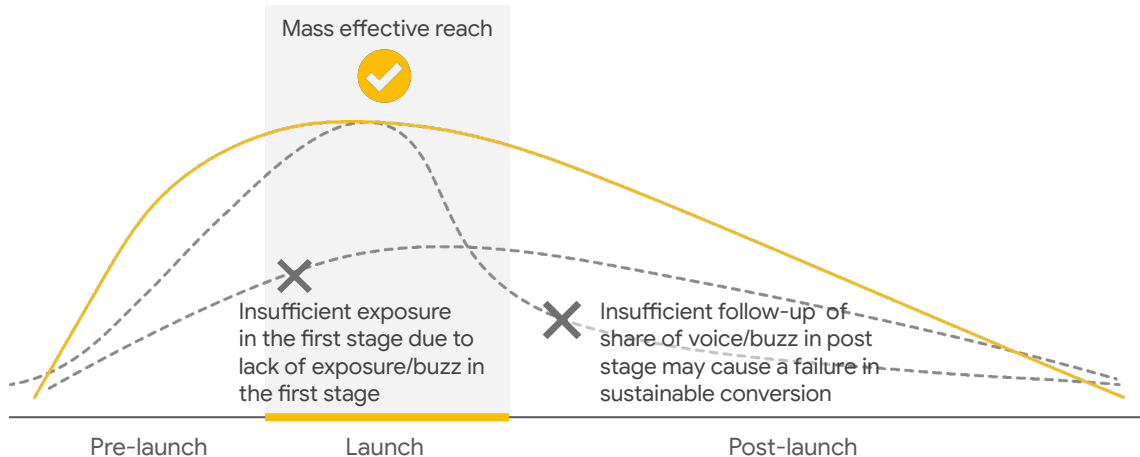 Mass effective reach
Insufficient exposure
in the first stage due to
lack of exposure/buzz in
the first stage
Insufficient follow-up of
share of voice/buzz in post
stage may cause a failure in
sustainable conversion
Pre-launch
Launch
Post-launch